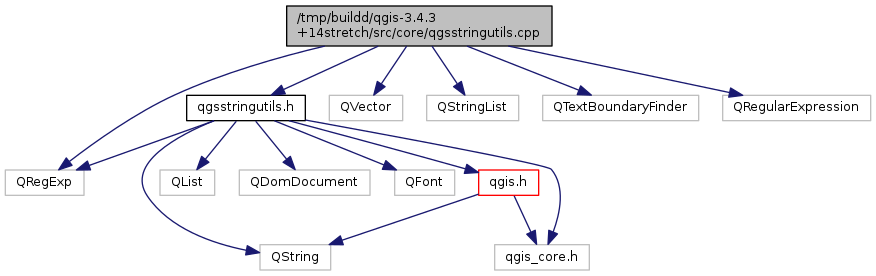 /tmp/buildd/qgis-3.4.3
+14stretch/src/core/qgsstringutils.cpp
qgsstringutils.h
QVector
QStringList
QTextBoundaryFinder
QRegularExpression
QRegExp
QList
QDomDocument
QFont
qgis.h
QString
qgis_core.h